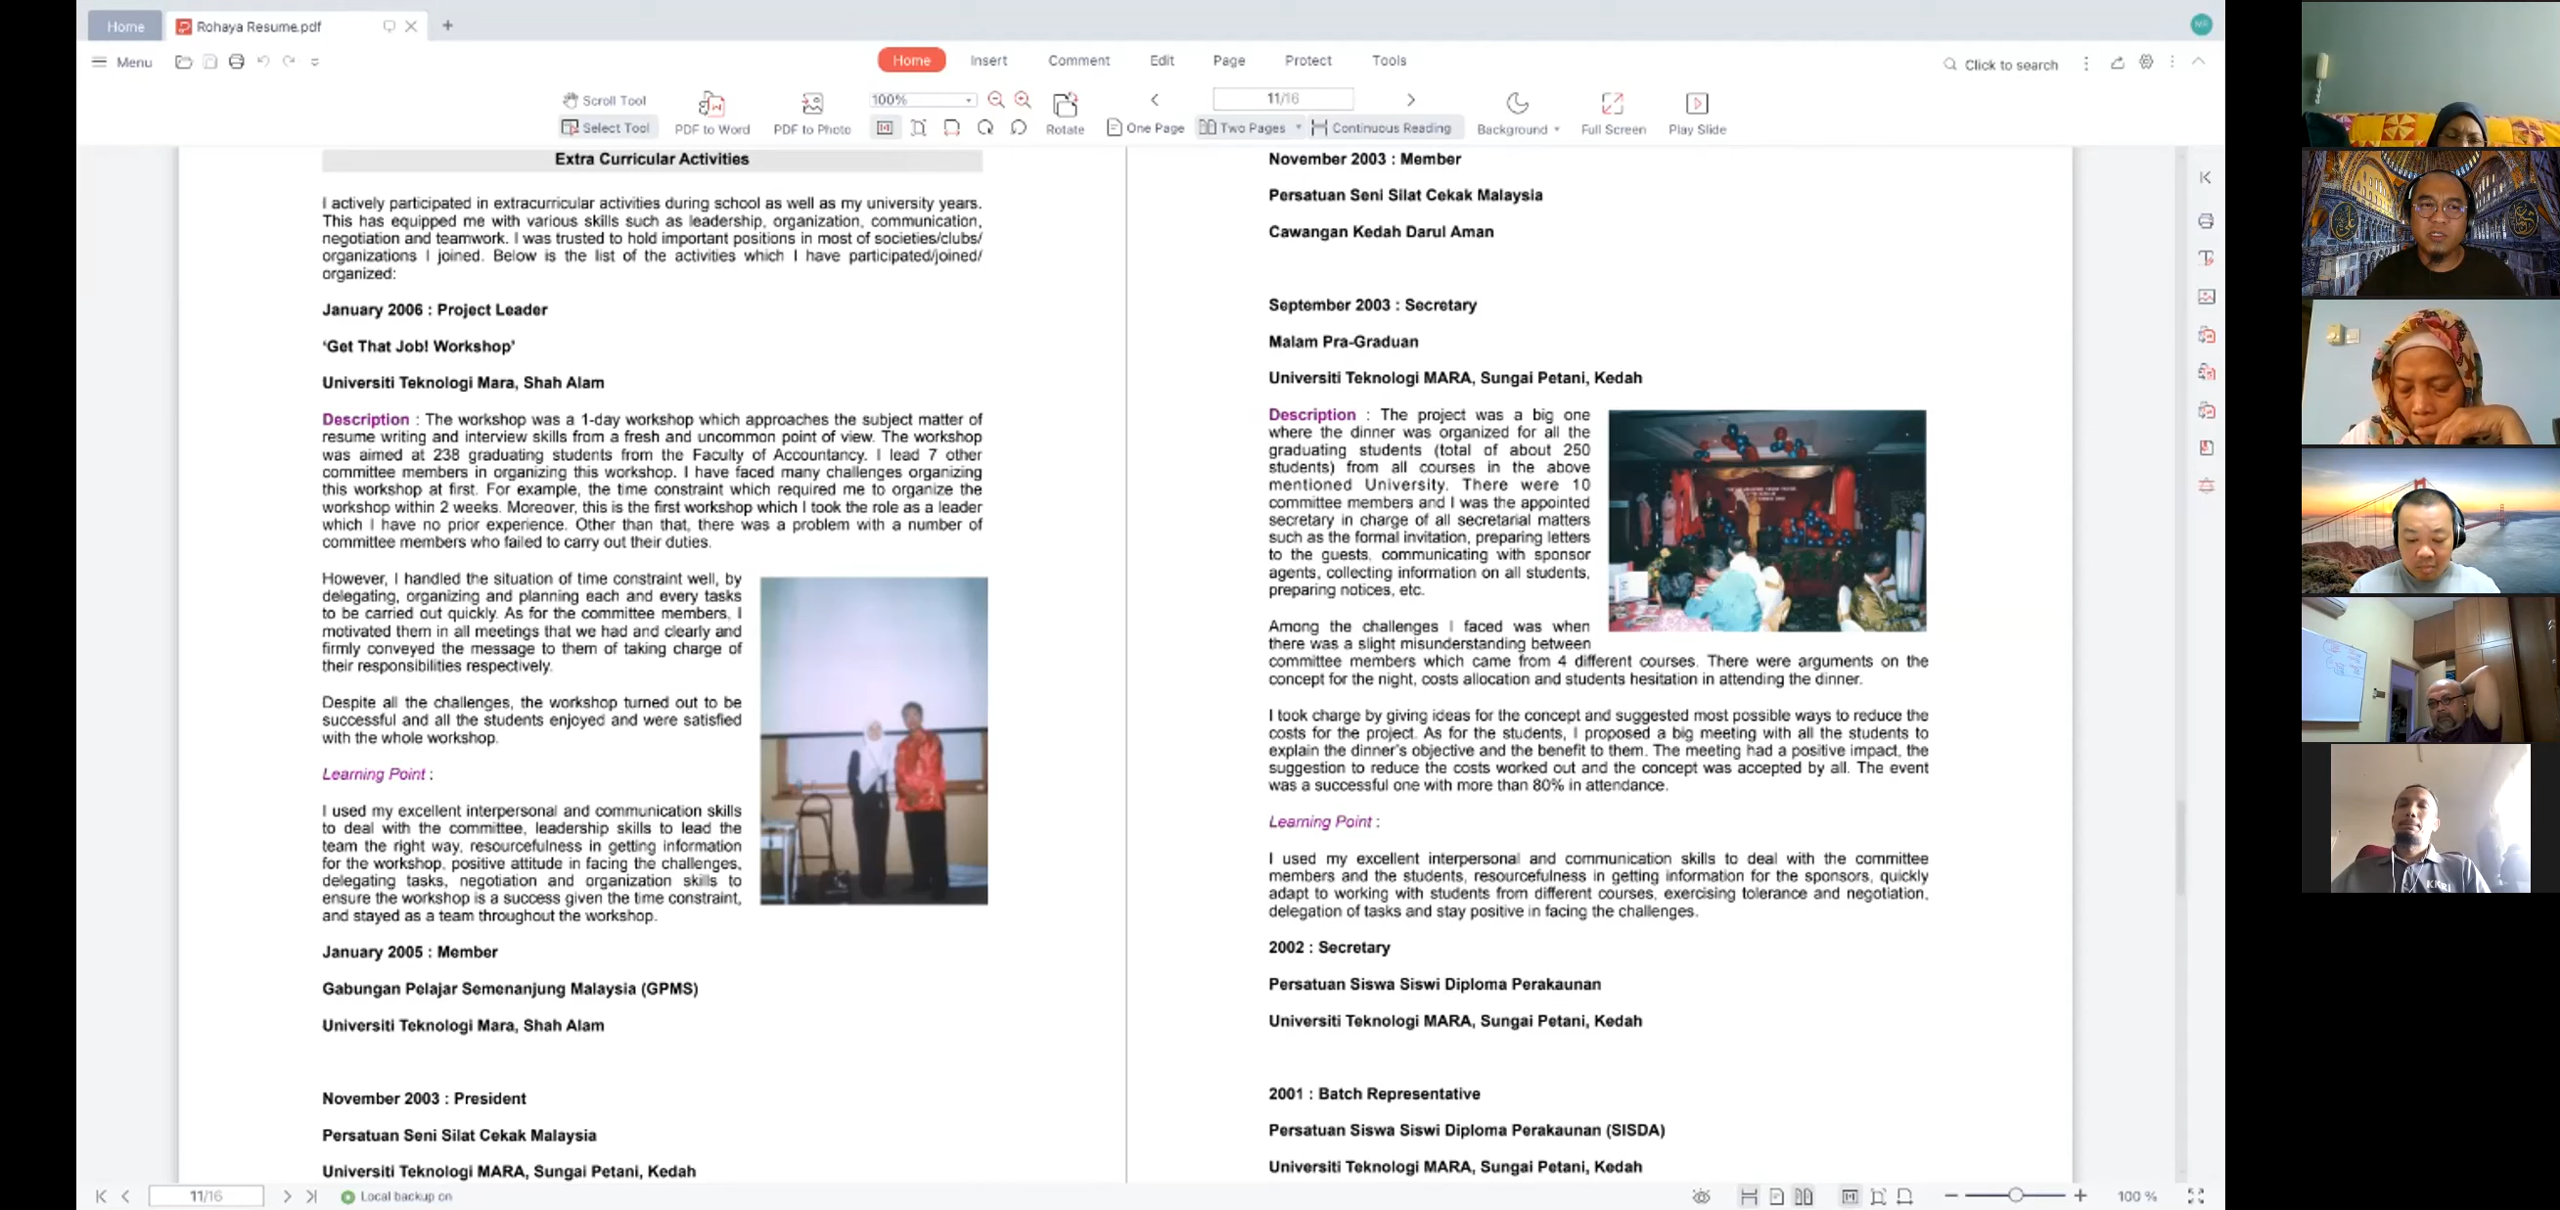 Home
Rohaya Resume.pdf
Menu
Home
Insert
Comment
Edit
Page
Protect
Tools
Click to search
Scroll Tool
Select Tool
PDF to Word
PDF to Photo
100%
Rotate
11/16
One Page
Two Pages
Continuous Reading
Background
Full Screen
Play Slide
Extra Curricular Activities
I actively participated in extracurricular activities during school as well as my university years.
This has equipped me with various skills such as leadership, organization, communication,
negotiation and teamwork. I was trusted to hold important positions in most of societies/clubs/
organizations I joined. Below is the list of the activities which I have participated/joined/
organized:
January 2006 : Project Leader
‘Get That Job! Workshop’
Universiti Teknologi Mara, Shah Alam
Description : The workshop was a 1-day workshop which approaches the subject matter of
resume writing and interview skills from a fresh and uncommon point of view. The workshop
was aimed at 238 graduating students from the Faculty of Accountancy. I lead 7 other
committee members in organizing this workshop. I have faced many challenges organizing
this workshop at first. For example, the time constraint which required me to organize the
workshop within 2 weeks. Moreover, this is the first workshop which I took the role as a leader
which I have no prior experience. Other than that, there was a problem with a number of
committee members who failed to carry out their duties.
However, I handled the situation of time constraint well, by
delegating, organizing and planning each and every tasks
to be carried out quickly. As for the committee members, I
motivated them in all meetings that we had and clearly and
firmly conveyed the message to them of taking charge of
their responsibilities respectively.
Despite all the challenges, the workshop turned out to be
successful and all the students enjoyed and were satisfied
with the whole workshop.
Learning Point :
I used my excellent interpersonal and communication skills
to deal with the committee, leadership skills to lead the
team the right way, resourcefulness in getting information
for the workshop, positive attitude in facing the challenges,
delegating tasks, negotiation and organization skills to
ensure the workshop is a success given the time constraint,
and stayed as a team throughout the workshop.
January 2005 : Member
Gabungan Pelajar Semenanjung Malaysia (GPMS)
Universiti Teknologi Mara, Shah Alam
November 2003 : President
Persatuan Seni Silat Cekak Malaysia
Universiti Teknologi MARA, Sungai Petani, Kedah
November 2003 : Member
Persatuan Seni Silat Cekak Malaysia
Cawangan Kedah Darul Aman
September 2003 : Secretary
Malam Pra-Graduan
Universiti Teknologi MARA, Sungai Petani, Kedah
Description : The project was a big one
where the dinner was organized for all the
graduating students (total of about 250
students) from all courses in the above
mentioned University. There were 10
committee members and I was the appointed
secretary in charge of all secretarial matters
such as the formal invitation, preparing letters
to the guests, communicating with sponsor
agents, collecting information on all students,
preparing notices, etc.
Among the challenges I faced was when
there was a slight misunderstanding between
committee members which came from 4 different courses. There were arguments on the
concept for the night, costs allocation and students hesitation in attending the dinner.
I took charge by giving ideas for the concept and suggested most possible ways to reduce the
costs for the project. As for the students, I proposed a big meeting with all the students to
explain the dinner's objective and the benefit to them. The meeting had a positive impact, the
suggestion to reduce the costs worked out and the concept was accepted by all. The event
was a successful one with more than 80% in attendance.
Learning Point :
I used my excellent interpersonal and communication skills to deal with the committee
members and the students, resourcefulness in getting information for the sponsors, quickly
adapt to working with students from different courses, exercising tolerance and negotiation,
delegation of tasks and stay positive in facing the challenges.
2002 : Secretary
Persatuan Siswa Siswi Diploma Perakaunan
Universiti Teknologi MARA, Sungai Petani, Kedah
2001 : Batch Representative
Persatuan Siswa Siswi Diploma Perakaunan (SISDA)
Universiti Teknologi MARA, Sungai Petani, Kedah
11/16
Local backup on
100 %